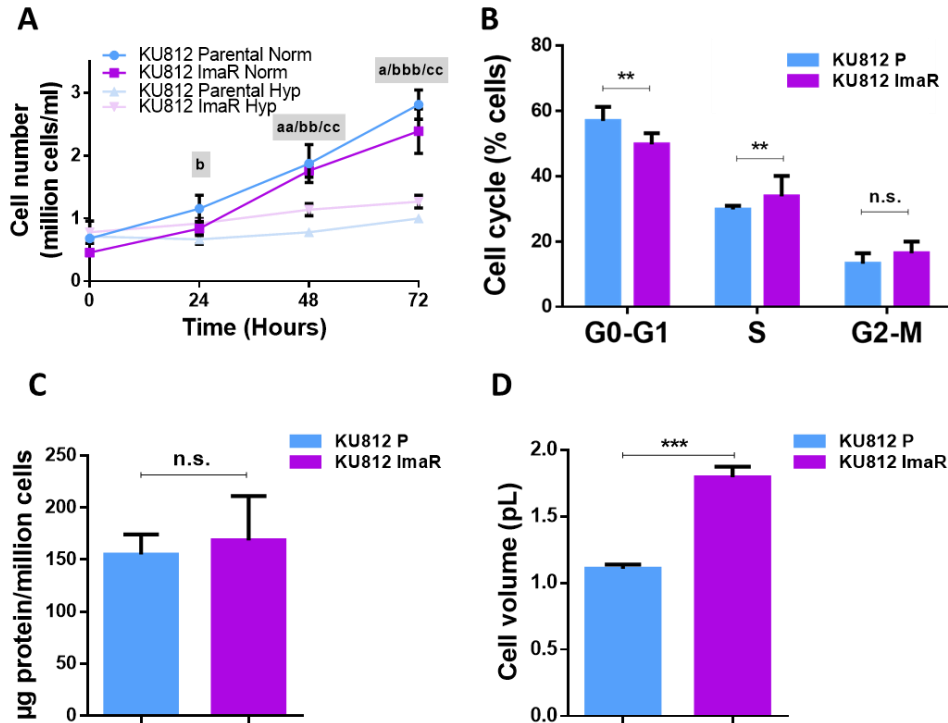 A
KU812 Parental Norm
KU812 ImaR Norm
KU812 Parental Hyp
KU812 ImaR Hyp
a/bbb/cc
aa/bb/cc
b
Cell number
(million cells/ml)
3
2
1
0
0 24 48 72
Time (Hours)
B
KU812 P
KU812 ImaR
Cell cycle (% cells)
80
60
40
20
0
**
**
n.s.
G0-G1 S G2-M
C
KU812 P
KU812 ImaR
µg protein/million cells
250
200
150
100
50
0
n.s.
D
KU812 P
KU812 ImaR
Cell volume (pL)
2.0
1.5
1.0
0.5
0.0
***